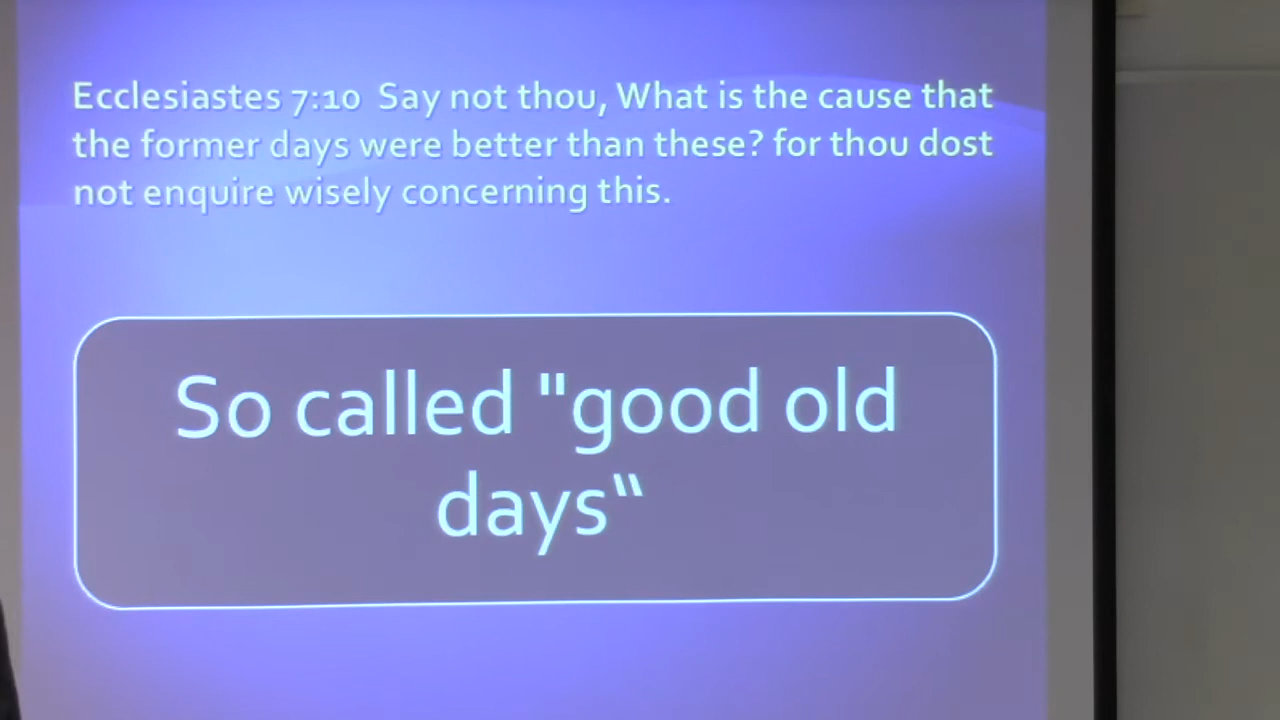 Ecclesiastes 7:10  Say not thou, What is the cause that
the former days were better than these? for thou dost
not enquire wisely concerning this.
So called "good old
days“